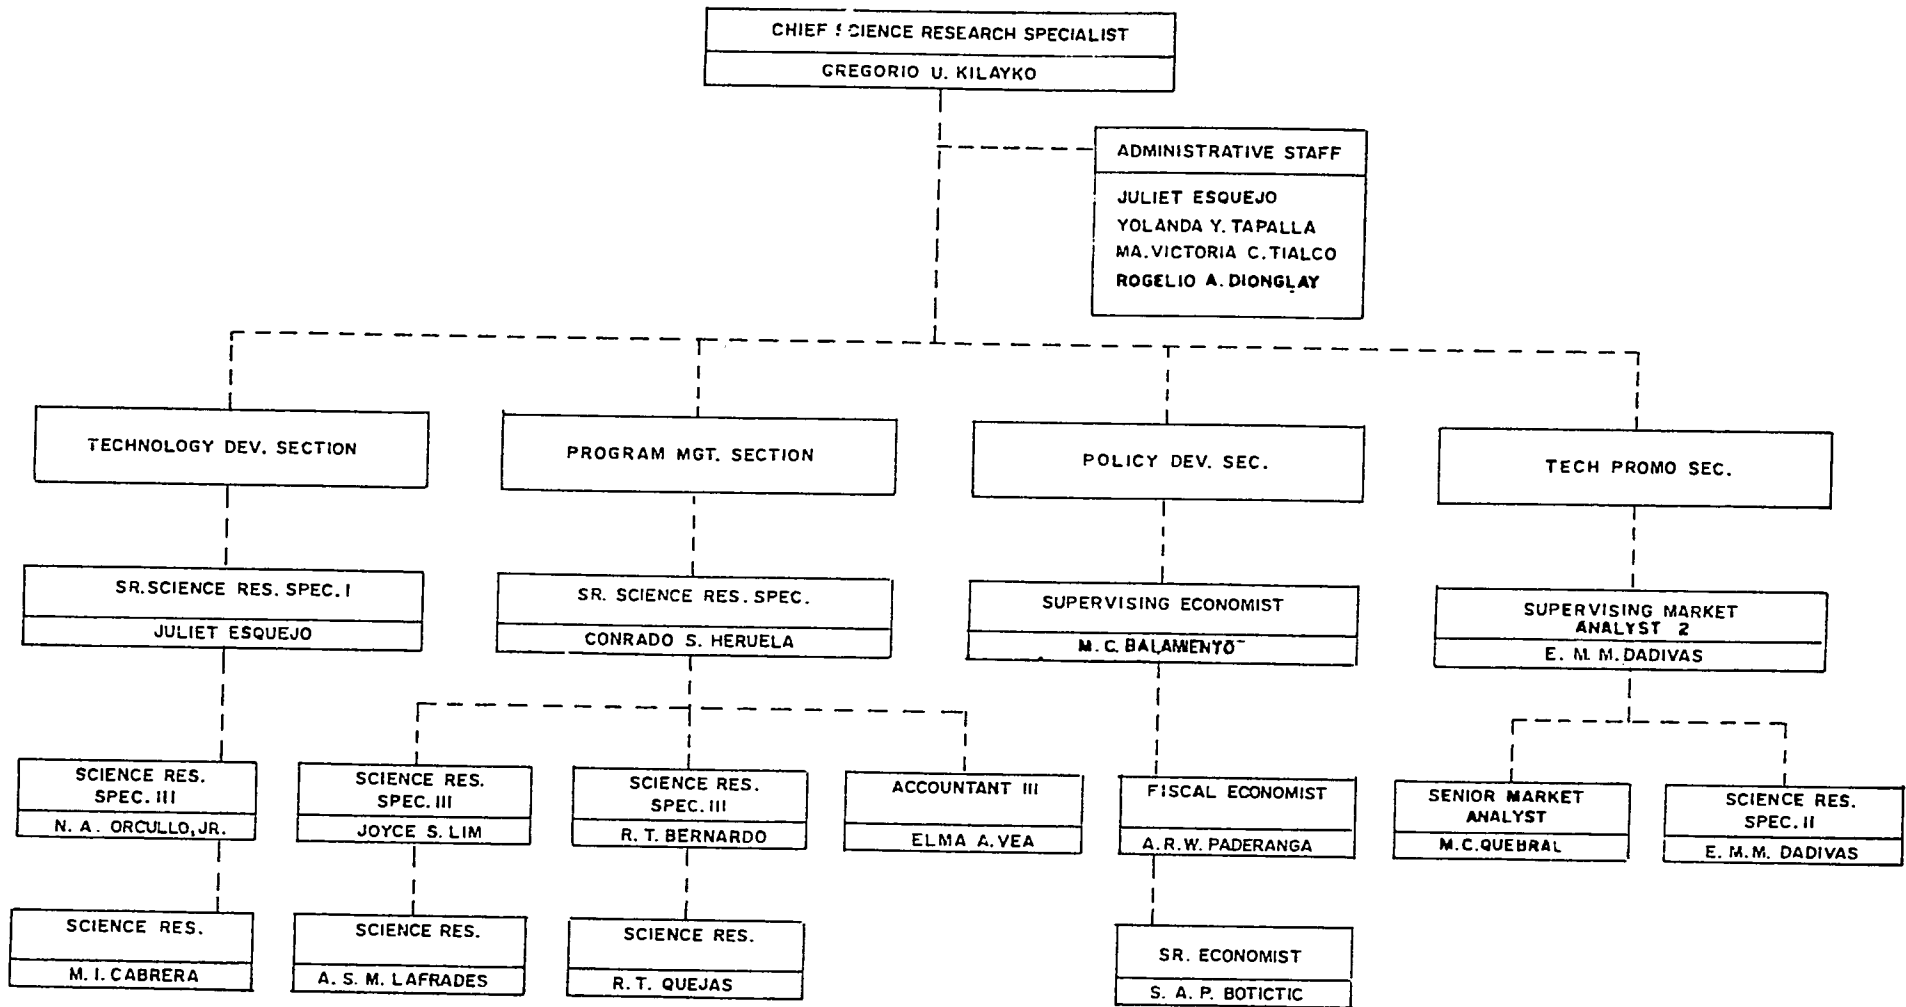 CHIEF SCIENCE RESEARCH SPECIALIST
GREGORIO U. KILAYKO
ADMINISTRATIVE STAFF
JULIET ESQUEJO
YOLANDA Y. TAPALLA
MA. VICTORIA C. TIALCO
ROGELIO A. DIONGLAY
TECHNOLOGY DEV. SECTION
PROGRAM MGT. SECTION
POLICY DEV. SEC.
TECH PROMO SEC.
SR. SCIENCE RES. SPEC. I
JULIET ESQUEJO
SR. SCIENCE RES. SPEC.
CONRADO S. HERUELA
SUPERVISING ECONOMIST
M. C. BALAMENTO
SUPERVISING MARKET
ANALYST 2
E. M. M. DADIVAS
SCIENCE RES.
SPEC. III
N. A. ORCULLO, JR.
SCIENCE RES.
SPEC. III
JOYCE S. LIM
SCIENCE RES.
SPEC. III
R. T. BERNARDO
ACCOUNTANT III
ELMA A. VEA
FISCAL ECONOMIST
A. R. W. PADERANGA
SENIOR MARKET
ANALYST
M. C. QUEBRAL
SCIENCE RES.
SPEC. II
E. M. M. DADIVAS
SCIENCE RES.
M. I. CABRERA
SCIENCE RES.
A. S. M. LAFRADES
SCIENCE RES.
R. T. QUEJAS
SR. ECONOMIST
S. A. P. BOTICTIC